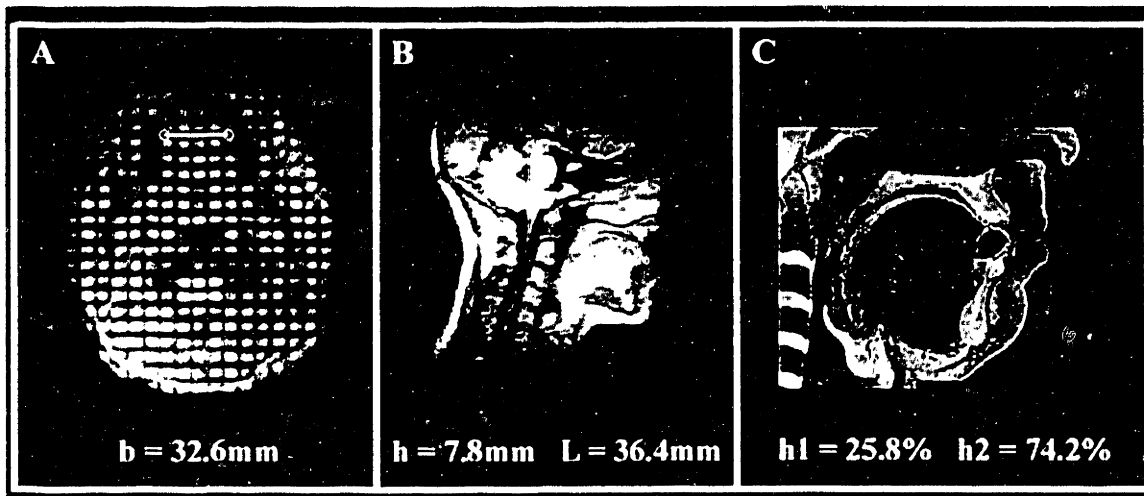 A
B
C
b = 32.6mm
h = 7.8mm L = 36.4mm
h1 = 25.8% h2 = 74.2%